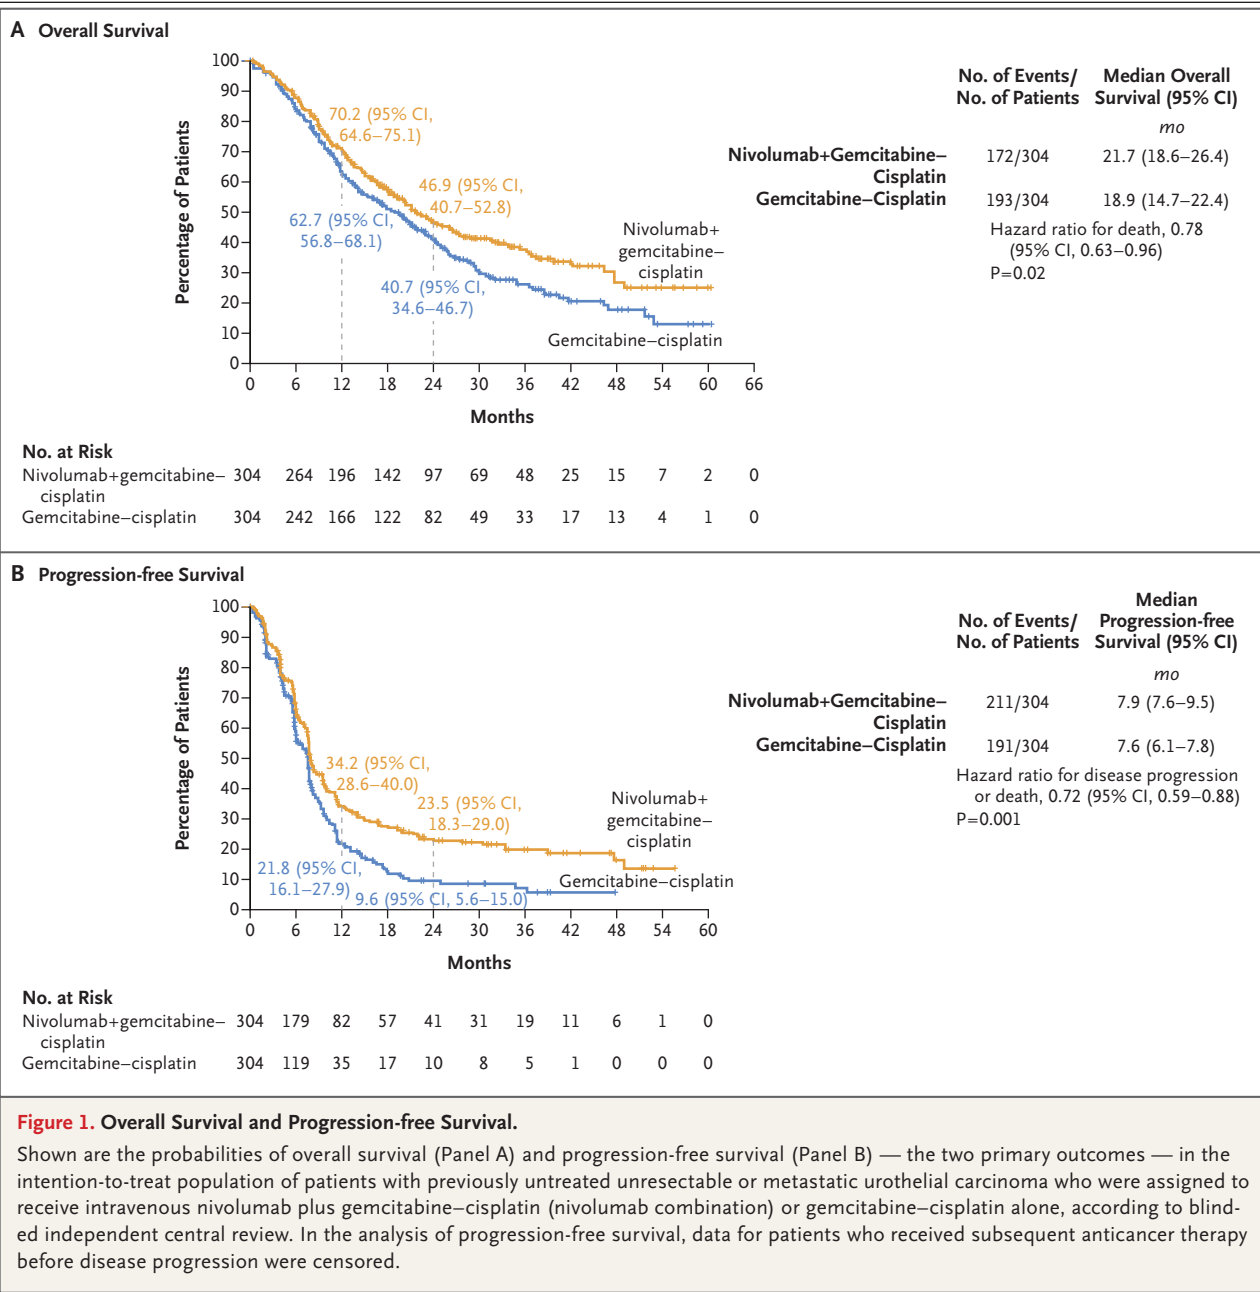 A Overall Survival
100
90
80
70
60
50
40
30
20
10
0
Percentage of Patients
70.2 (95% CI,
64.6–75.1)
46.9 (95% CI,
40.7–52.8)
62.7 (95% CI,
56.8–68.1)
40.7 (95% CI,
34.6–46.7)
Nivolumab+
gemcitabine–
cisplatin
Gemcitabine–cisplatin
0 6 12 18 24 30 36 42 48 54 60 66
Months
No. of Events/
No. of Patients
Median Overall
Survival (95% CI)
mo
Nivolumab+Gemcitabine–
Cisplatin
172/304 21.7 (18.6–26.4)
Gemcitabine–Cisplatin 193/304 18.9 (14.7–22.4)
Hazard ratio for death, 0.78
(95% CI, 0.63–0.96)
P=0.02
No. at Risk
Nivolumab+gemcitabine–
cisplatin
304 264 196 142 97 69 48 25 15 7 2 0
Gemcitabine–cisplatin 304 242 166 122 82 49 33 17 13 4 1 0
B Progression-free Survival
100
90
80
70
60
50
40
30
20
10
0
Percentage of Patients
34.2 (95% CI,
28.6–40.0)
23.5 (95% CI,
18.3–29.0)
21.8 (95% CI,
16.1–27.9)
9.6 (95% CI, 5.6–15.0)
Nivolumab+
gemcitabine–
cisplatin
Gemcitabine–cisplatin
0 6 12 18 24 30 36 42 48 54 60
Months
No. of Events/
No. of Patients
Median
Progression-free
Survival (95% CI)
mo
Nivolumab+Gemcitabine–
Cisplatin
211/304 7.9 (7.6–9.5)
Gemcitabine–Cisplatin 191/304 7.6 (6.1–7.8)
Hazard ratio for disease progression
or death, 0.72 (95% CI, 0.59–0.88)
P=0.001
No. at Risk
Nivolumab+gemcitabine–
cisplatin
304 179 82 57 41 31 19 11 6 1 0
Gemcitabine–cisplatin 304 119 35 17 10 8 5 1 0 0 0
Figure 1. Overall Survival and Progression-free Survival.
Shown are the probabilities of overall survival (Panel A) and progression-free survival (Panel B) — the two primary outcomes — in the
intention-to-treat population of patients with previously untreated unresectable or metastatic urothelial carcinoma who were assigned to
receive intravenous nivolumab plus gemcitabine–cisplatin (nivolumab combination) or gemcitabine–cisplatin alone, according to blind-
ed independent central review. In the analysis of progression-free survival, data for patients who received subsequent anticancer therapy
before disease progression were censored.